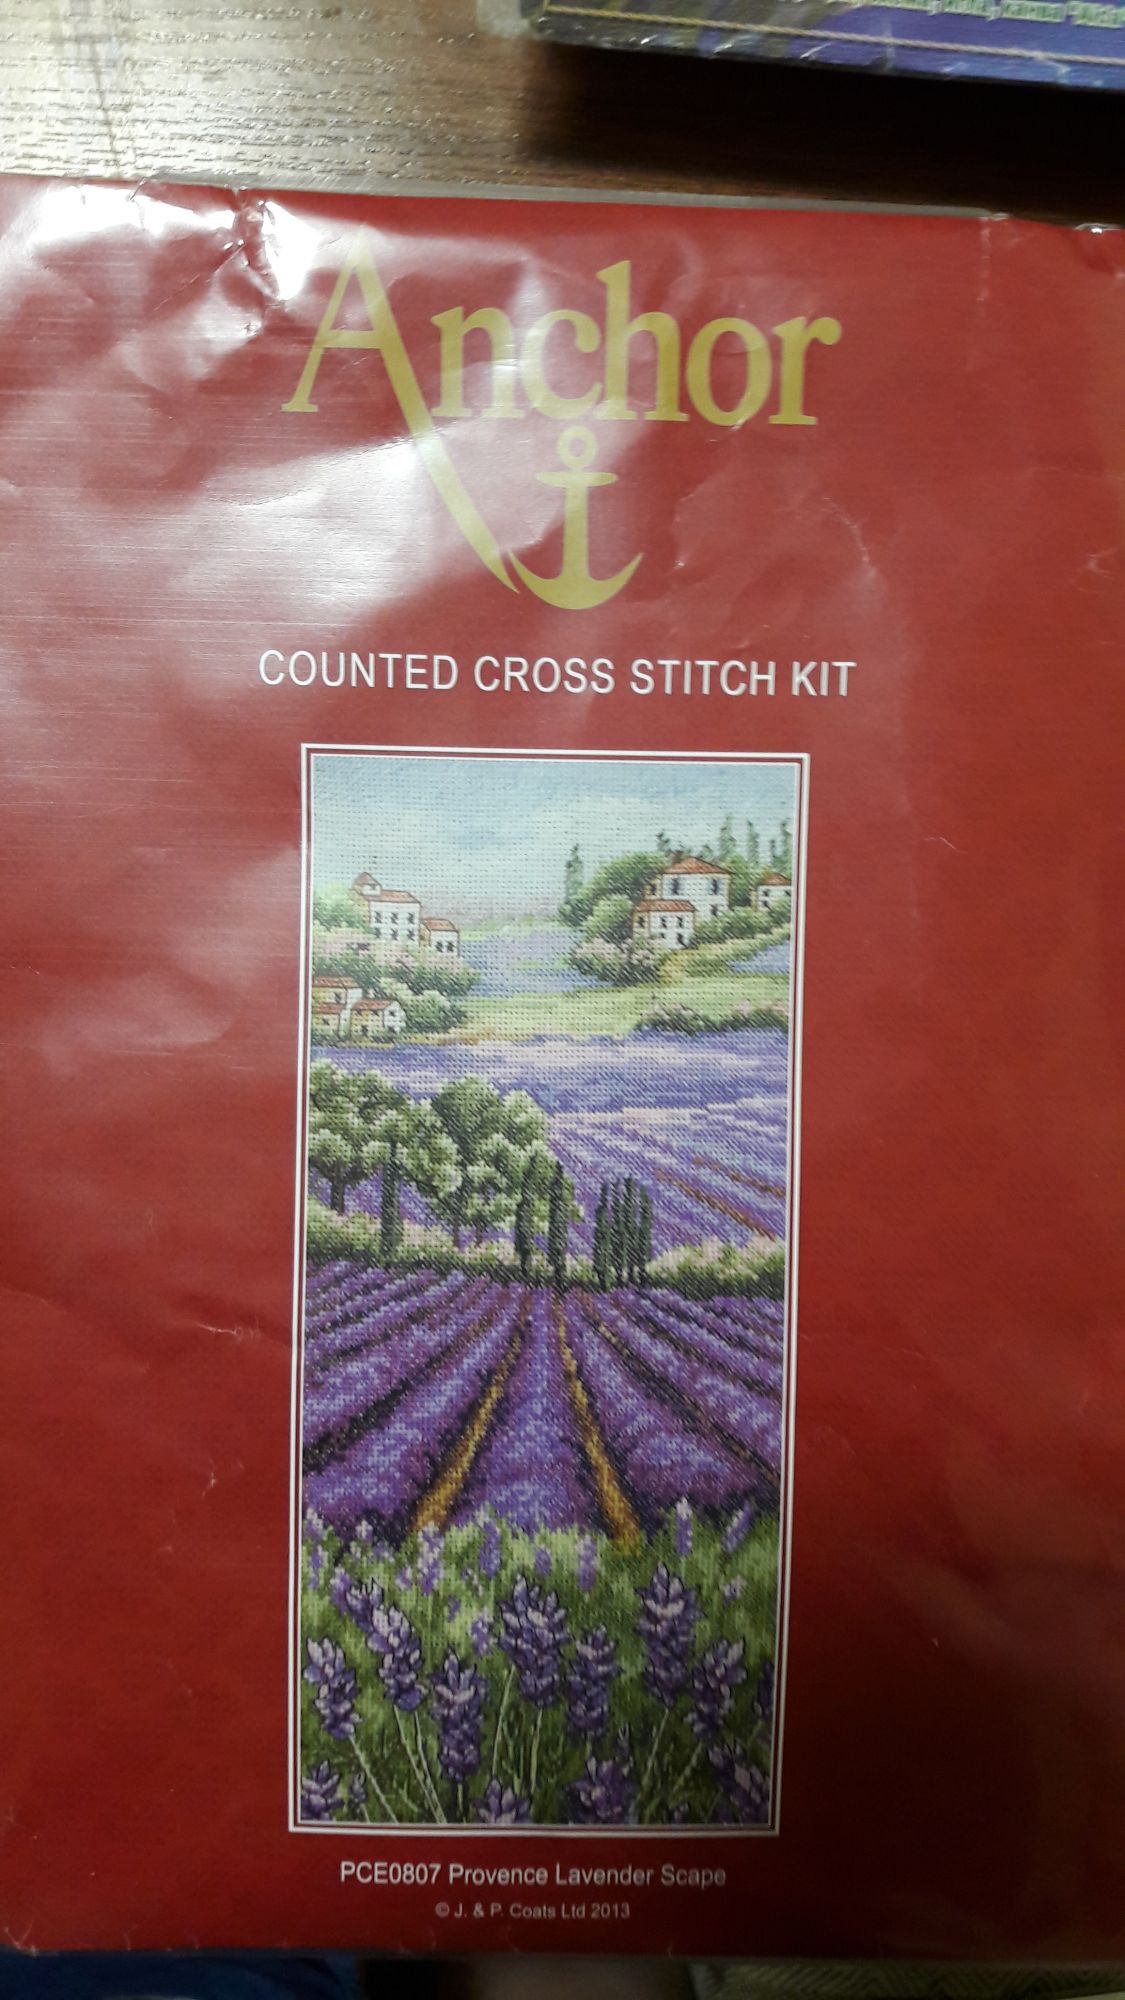 Anchor
COUNTED CROSS STITCH KIT
PCE0807 Provence Lavender Scape
© J. & P. Coats Ltd 2013